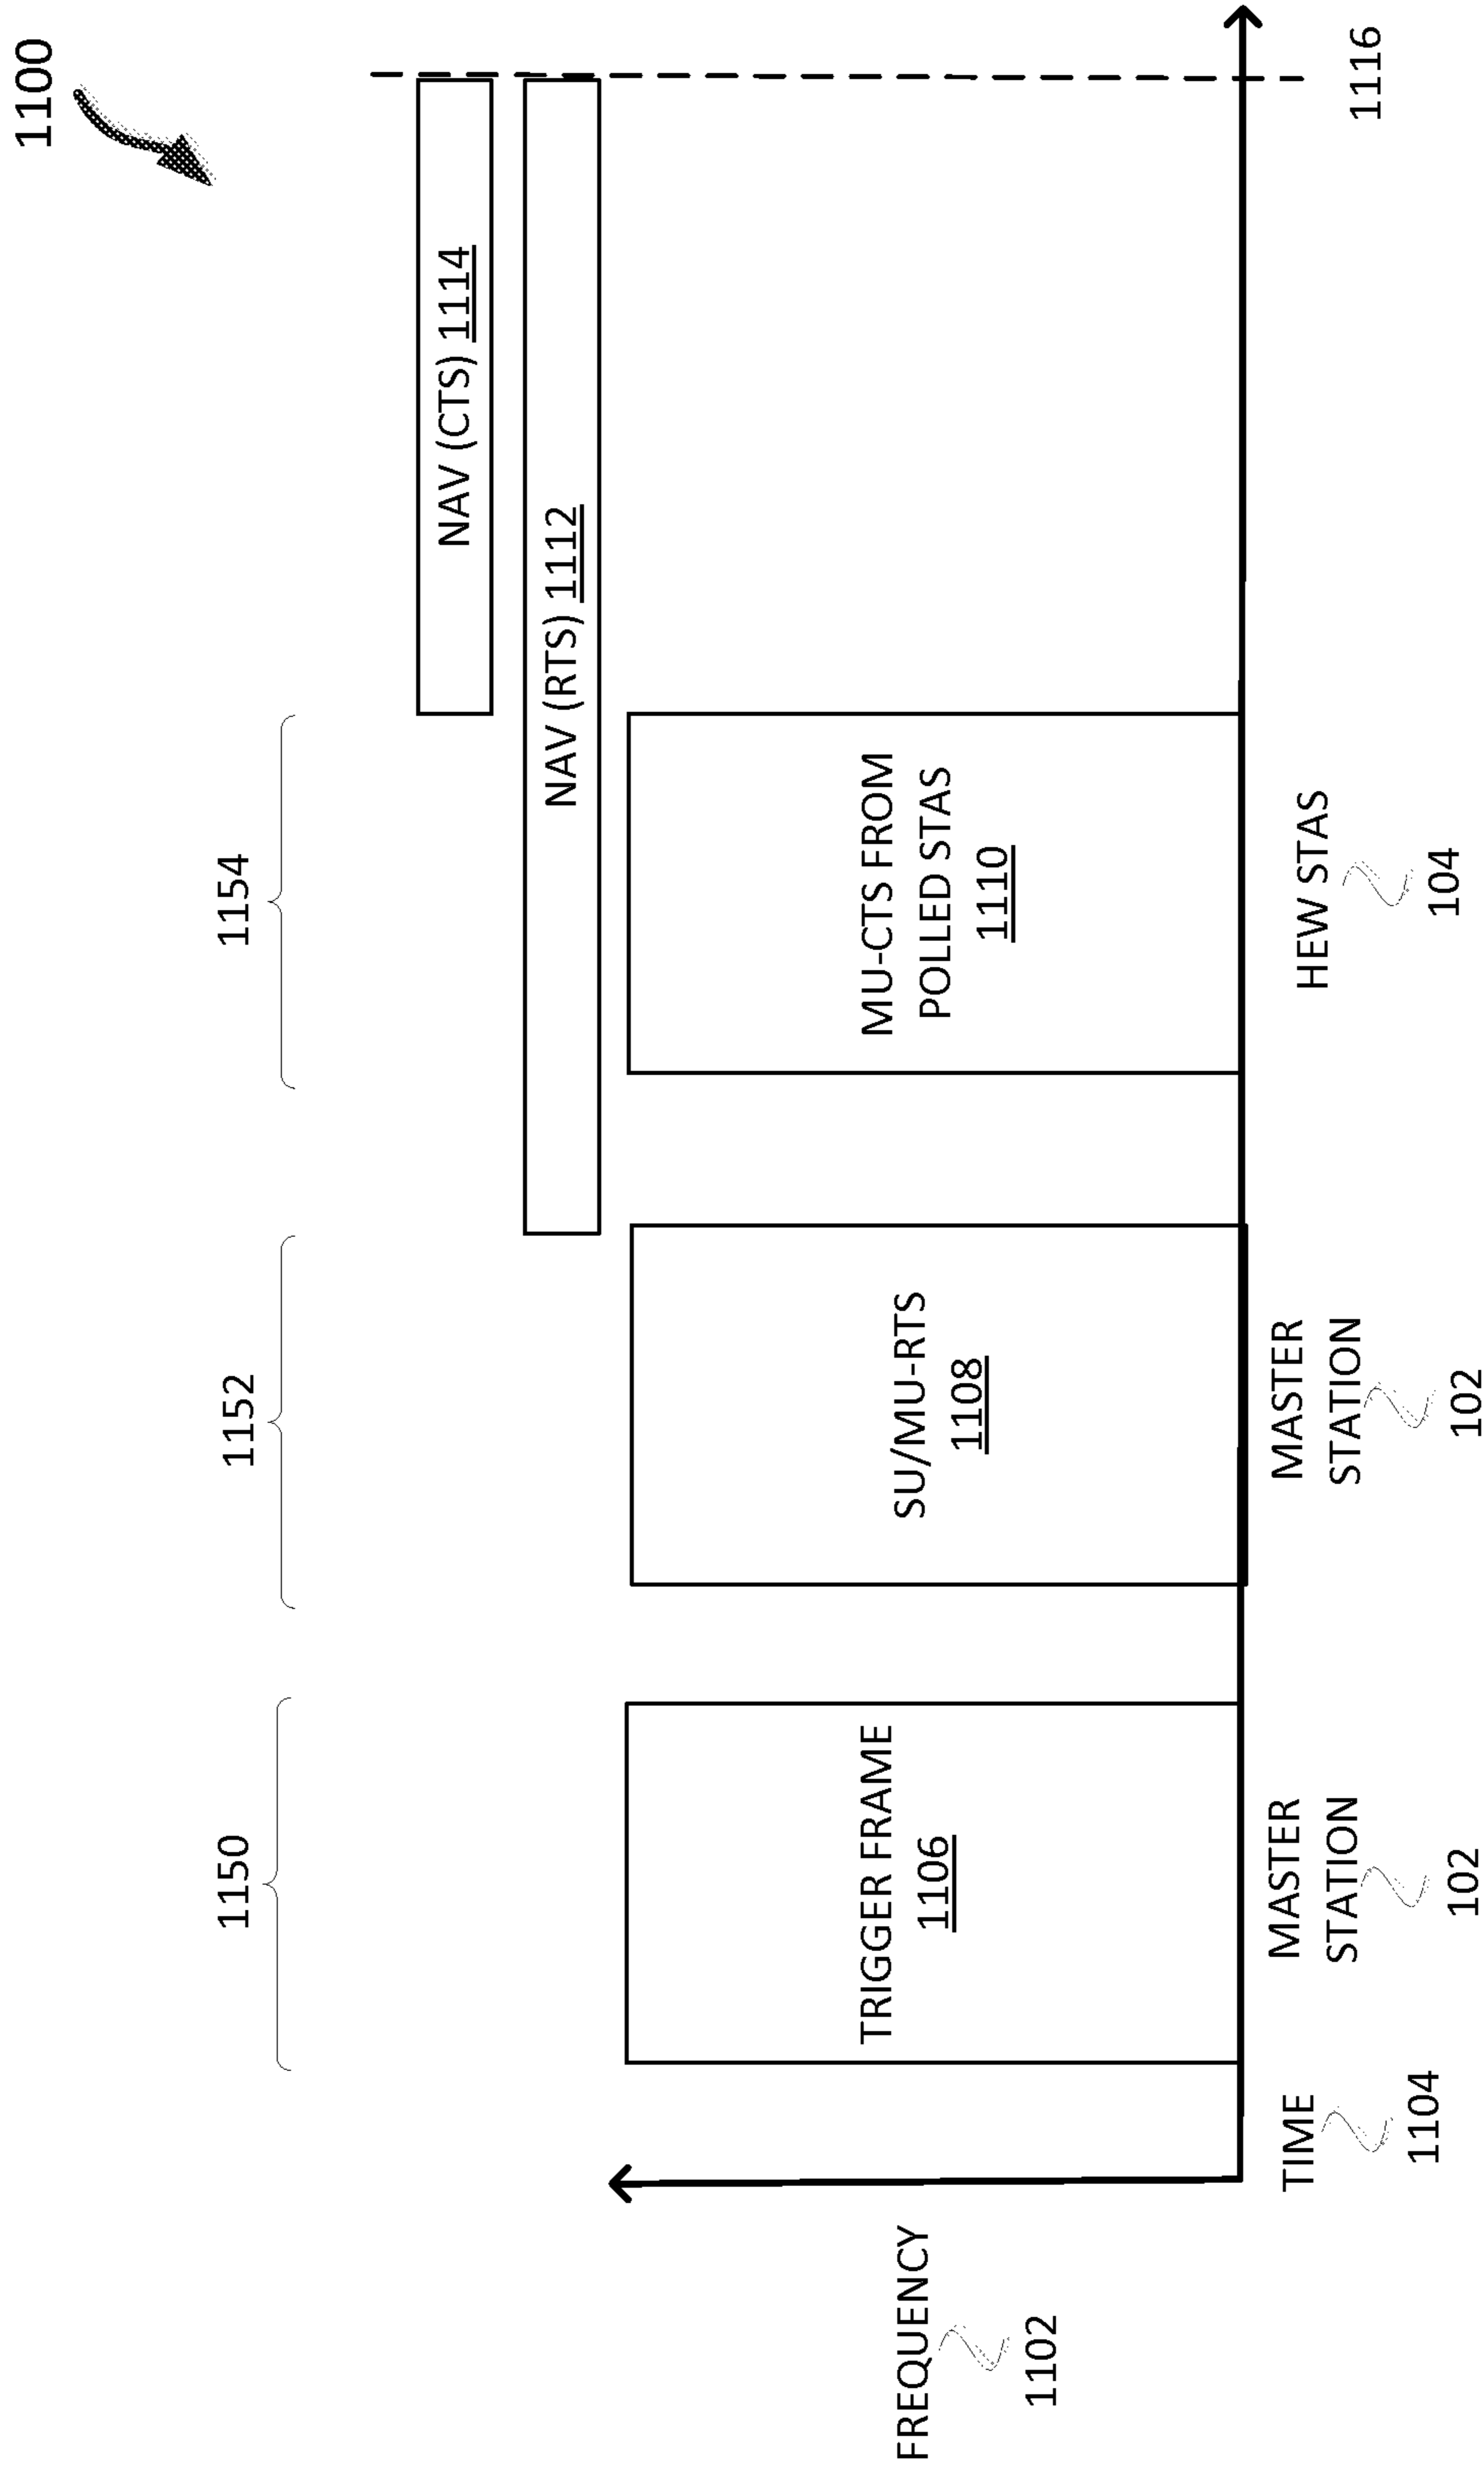 1100
1150
1152
1154
NAV (CTS) 1114
NAV (RTS) 1112
FREQUENCY
1102
TRIGGER FRAME
1106
SU/MU-RTS
1108
MU-CTS FROM
POLLED STAS
1110
TIME
1104
MASTER
STATION
102
MASTER
STATION
102
HEW STAS
104
1116